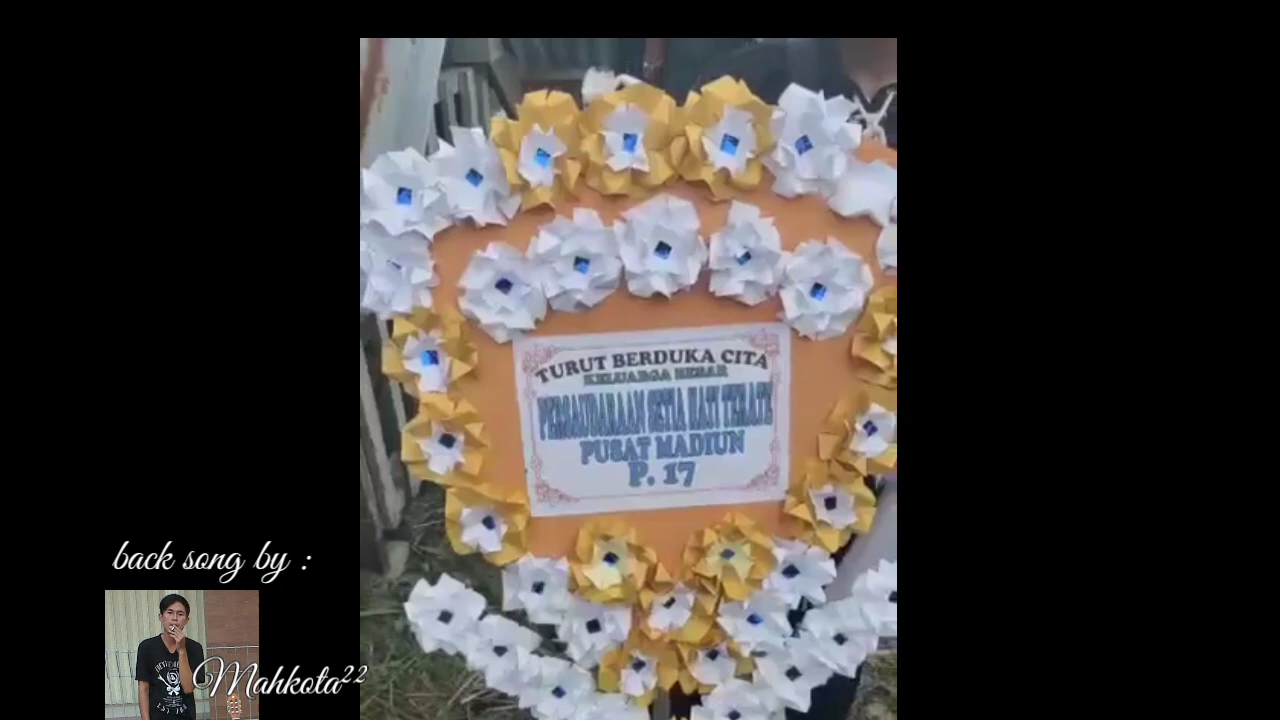 TURUT BERDUKA CITA
KELUARGA BESAR
PERSAUDARAAN SETIA HATI TERATE
PUSAT MADIUN
P. 17
back song by :
Mahkota22